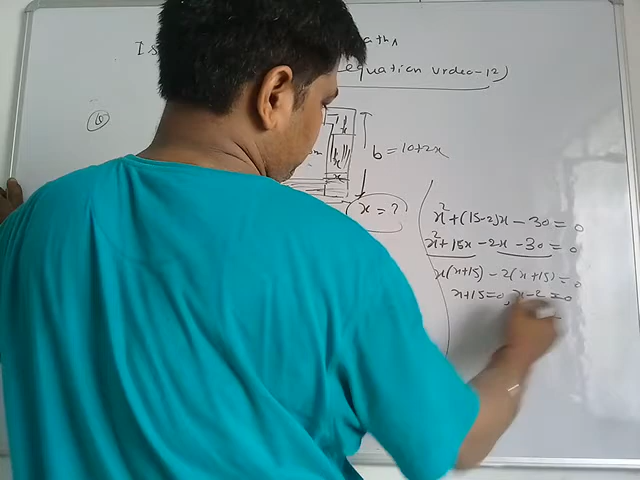 equation vrdeo-12)
b = 10+2x
x = ?
x² + (15-2)x - 30 = 0
x² + 15x - 2x - 30 = 0
x(x+15) - 2(x+15) = 0
x+15=0, x-2=0